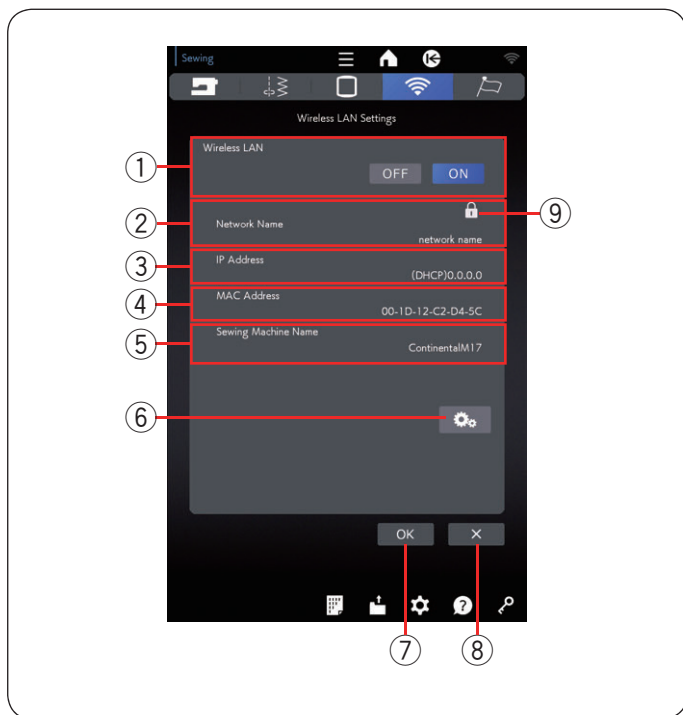 Sewing
Wireless LAN Settings
Wireless LAN
OFF ON
①
②
Network Name
network name
⑨
③
IP Address
(DHCP)0.0.0.0
④
MAC Address
00-1D-12-C2-D4-5C
⑤
Sewing Machine Name
ContinentalM17
⑥
OK ×
⑦ ⑧